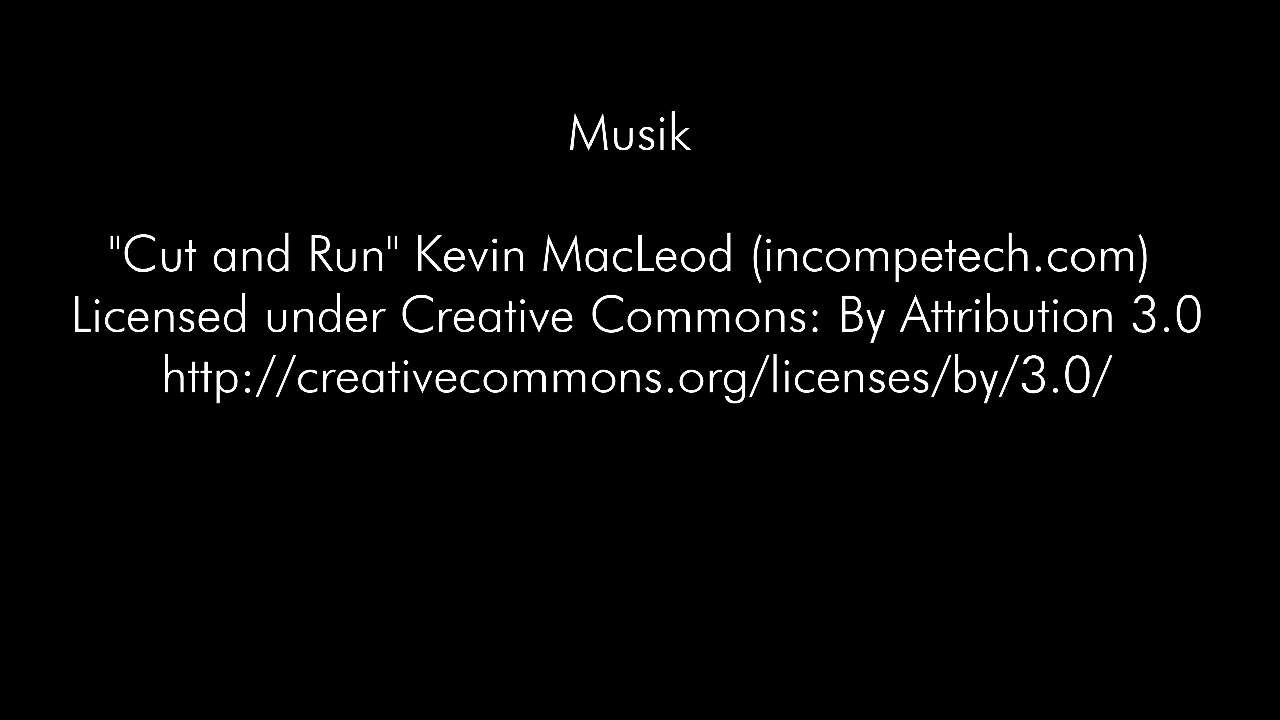 Musik
"Cut and Run" Kevin MacLeod (incompetech.com)
Licensed under Creative Commons: By Attribution 3.0
http://creativecommons.org/licenses/by/3.0/